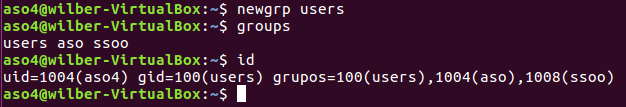 aso4@wilber-VirtualBox:~$ newgrp users
aso4@wilber-VirtualBox:~$ groups
users aso ssoo
aso4@wilber-VirtualBox:~$ id
uid=1004(aso4) gid=100(users) grupos=100(users),1004(aso),1008(ssoo)
aso4@wilber-VirtualBox:~$